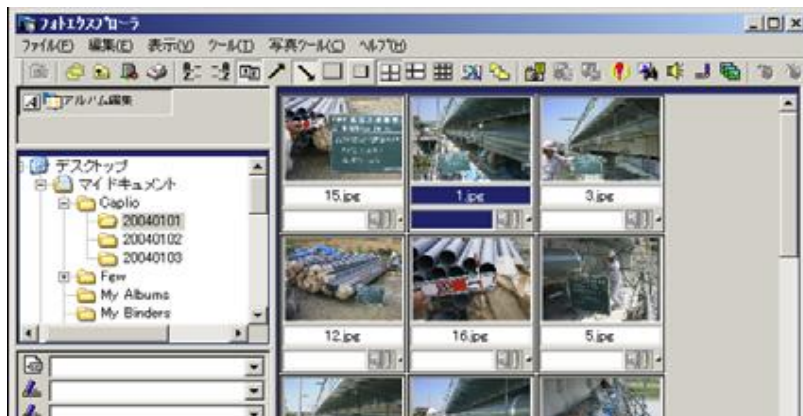 フォトエクスプローラ
ファイル(F) 編集(E) 表示(V) ツール(T) 写真ツール(C) ヘルプ(H)
アルバム編集
デスクトップ
マイ ドキュメント
Caplio
20040101
20040102
20040103
Few
My Albums
My Binders
15.jpg 1.jpg 3.jpg
12.jpg 16.jpg 5.jpg